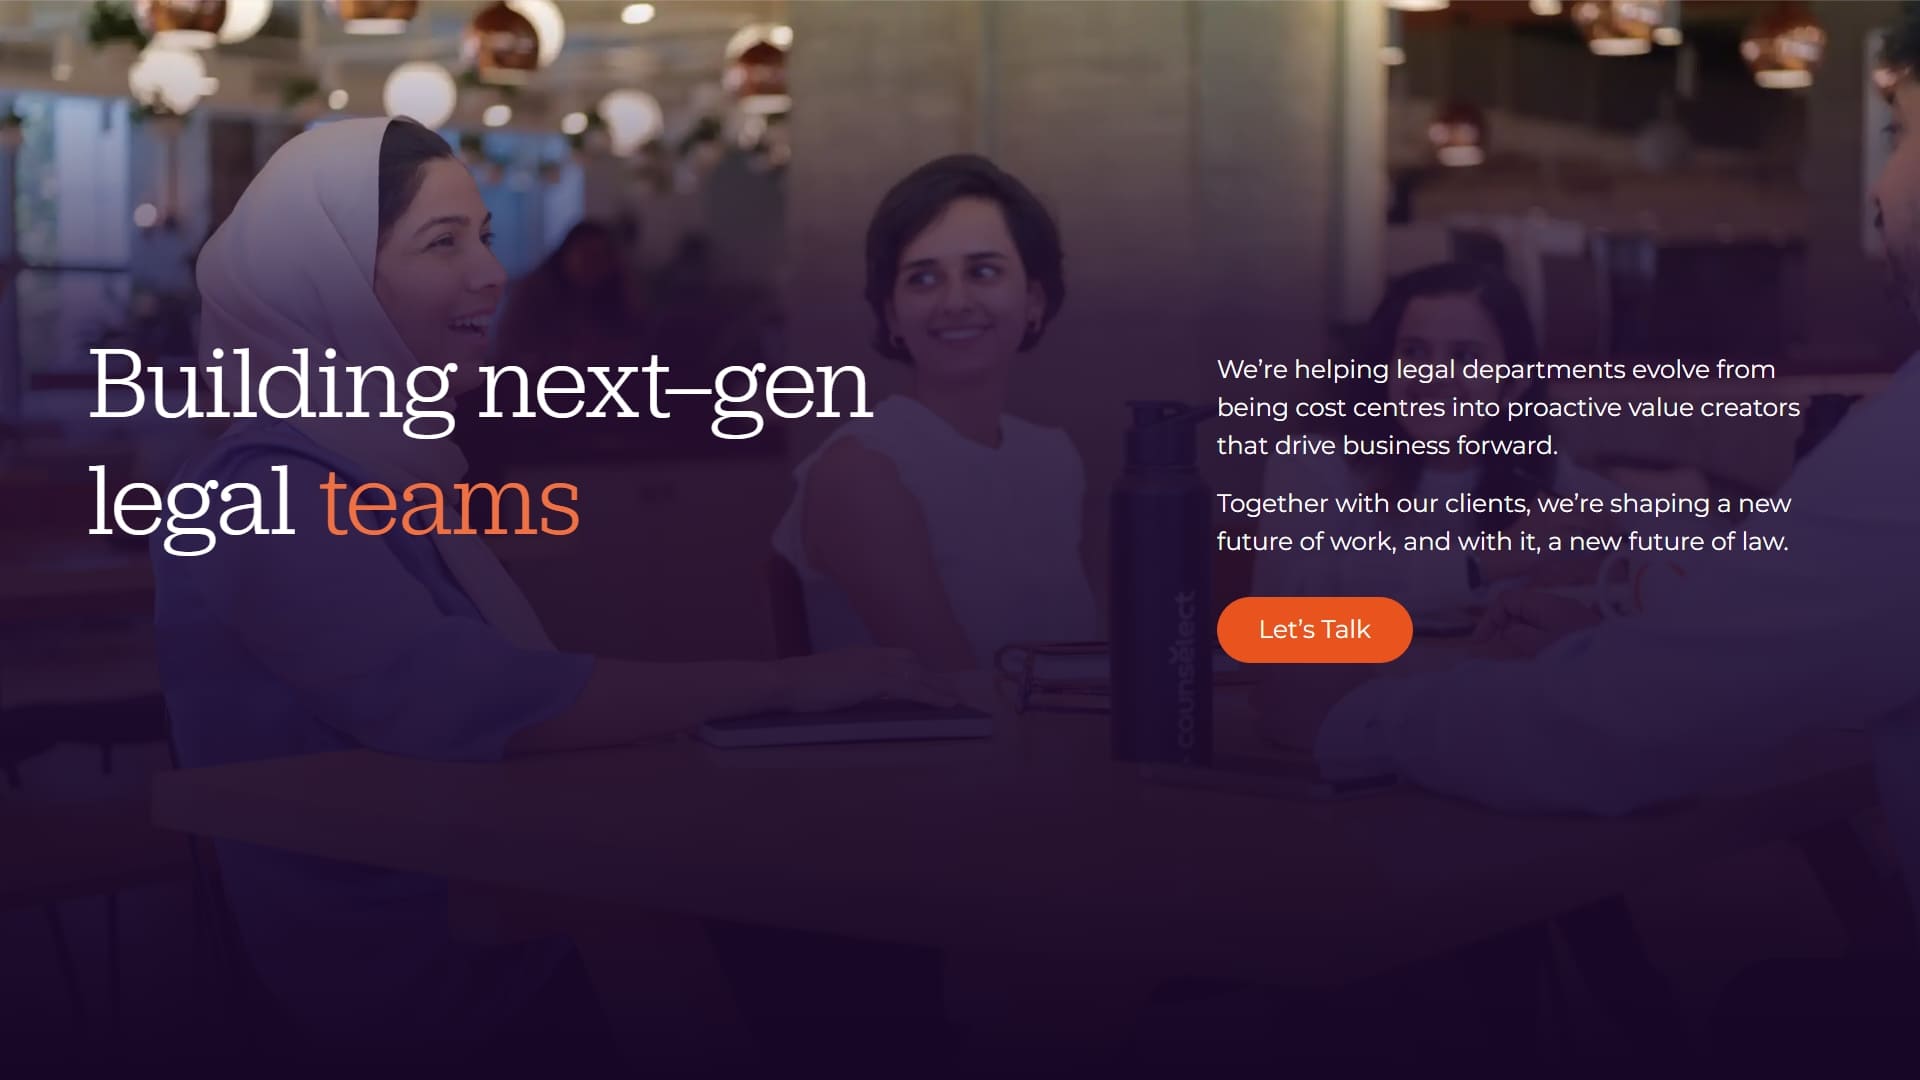 Building next–gen
legal teams
We’re helping legal departments evolve from
being cost centres into proactive value creators
that drive business forward.
Together with our clients, we’re shaping a new
future of work, and with it, a new future of law.
Let’s Talk
counselect